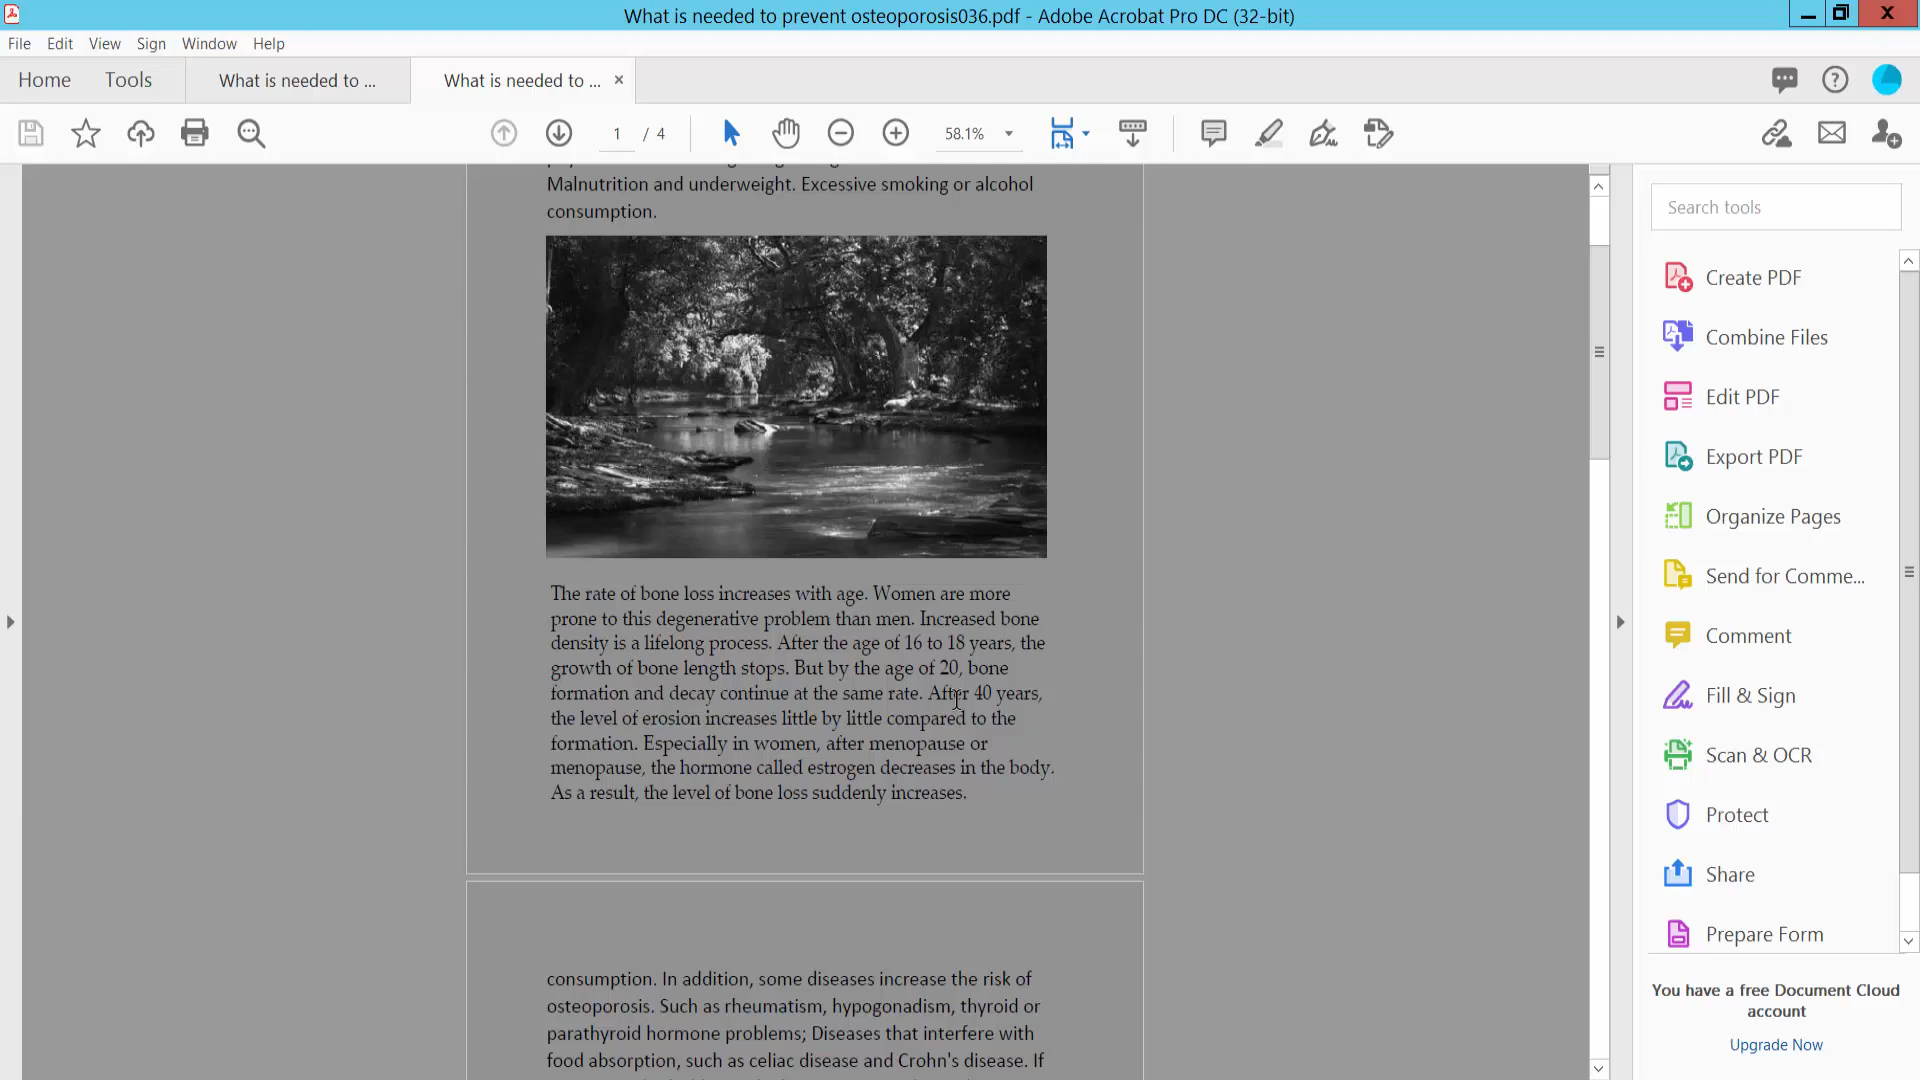 What is needed to prevent osteoporosis036.pdf - Adobe Acrobat Pro DC (32-bit)
File Edit View Sign Window Help
Home Tools What is needed to ... What is needed to ... ×
1 / 4 58.1%
Malnutrition and underweight. Excessive smoking or alcohol
consumption.
The rate of bone loss increases with age. Women are more
prone to this degenerative problem than men. Increased bone
density is a lifelong process. After the age of 16 to 18 years, the
growth of bone length stops. But by the age of 20, bone
formation and decay continue at the same rate. After 40 years,
the level of erosion increases little by little compared to the
formation. Especially in women, after menopause or
menopause, the hormone called estrogen decreases in the body.
As a result, the level of bone loss suddenly increases.
consumption. In addition, some diseases increase the risk of
osteoporosis. Such as rheumatism, hypogonadism, thyroid or
parathyroid hormone problems; Diseases that interfere with
food absorption, such as celiac disease and Crohn's disease. If
Search tools
Create PDF
Combine Files
Edit PDF
Export PDF
Organize Pages
Send for Comme...
Comment
Fill & Sign
Scan & OCR
Protect
Share
Prepare Form
You have a free Document Cloud
account
Upgrade Now